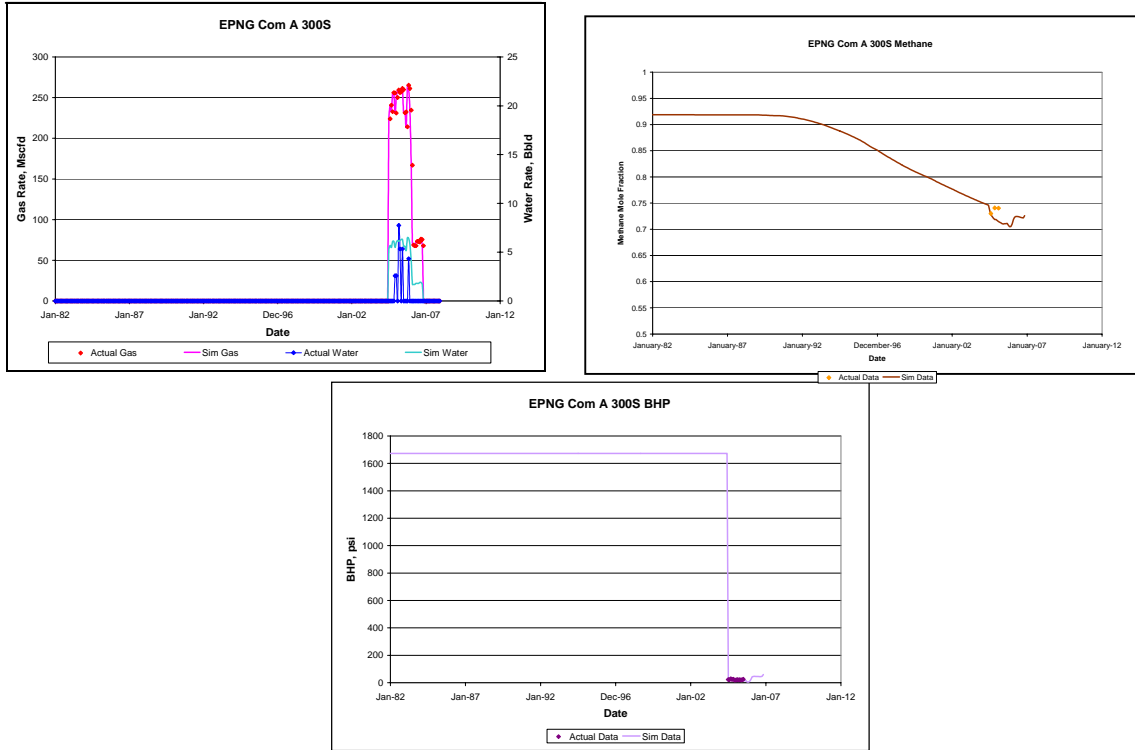 EPNG Com A 300S
300
250
200
150
100
50
0
25
20
15
10
5
0
Gas Rate, Mscfd
Water Rate, Bbld
Jan-82 Jan-87 Jan-92 Dec-96 Jan-02 Jan-07 Jan-12
Date
Actual Gas Sim Gas Actual Water Sim Water
EPNG Com A 300S Methane
1
0.95
0.9
0.85
0.8
0.75
0.7
0.65
0.6
0.55
0.5
Methane Mole Fraction
January-82 January-87 January-92 December-96 January-02 January-07 January-12
Date
Actual Data Sim Data
EPNG Com A 300S BHP
1800
1600
1400
1200
1000
800
600
400
200
0
BHP, psi
Jan-82 Jan-87 Jan-92 Dec-96 Jan-02 Jan-07 Jan-12
Date
Actual Data Sim Data